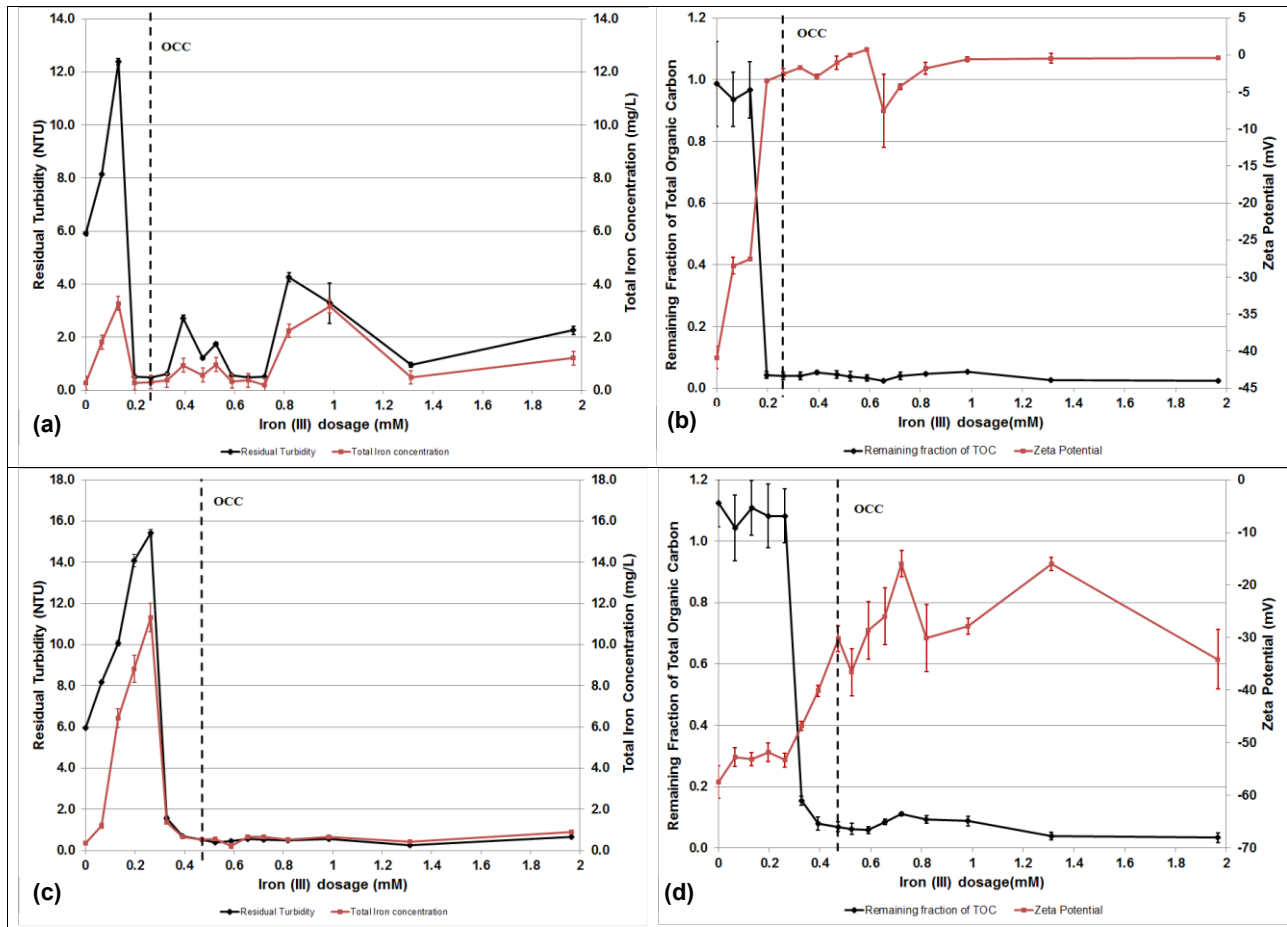 14.0
12.0
10.0
8.0
6.0
4.0
2.0
0.0
Residual Turbidity (NTU)
OCC
14.0
12.0
10.0
8.0
6.0
4.0
2.0
0.0
Total Iron Concentration (mg/L)
0 0.2 0.4 0.6 0.8 1 1.2 1.4 1.6 1.8 2
Iron (III) dosage (mM)
(a)
Residual Turbidity Total Iron concentration
1.2
1.0
0.8
0.6
0.4
0.2
0.0
Remaining Fraction of Total Organic Carbon
OCC
5
0
-5
-10
-15
-20
-25
-30
-35
-40
-45
Zeta Potential (mV)
0 0.2 0.4 0.6 0.8 1 1.2 1.4 1.6 1.8 2
Iron (III) dosage(mM)
(b)
Remaining fraction of TOC Zeta Potential
18.0
16.0
14.0
12.0
10.0
8.0
6.0
4.0
2.0
0.0
Residual Turbidity (NTU)
OCC
18.0
16.0
14.0
12.0
10.0
8.0
6.0
4.0
2.0
0.0
Total Iron Concentration (mg/L)
0 0.2 0.4 0.6 0.8 1 1.2 1.4 1.6 1.8 2
Iron (III) dosage (mM)
(c)
Residual Turbidity Total Iron concentration
1.2
1.0
0.8
0.6
0.4
0.2
0.0
Remaining Fraction of Total Organic Carbon
OCC
0
-10
-20
-30
-40
-50
-60
-70
Zeta Potential (mV)
0 0.2 0.4 0.6 0.8 1 1.2 1.4 1.6 1.8 2
Iron (III) dosage(mM)
(d)
Remaining fraction of TOC Zeta Potential